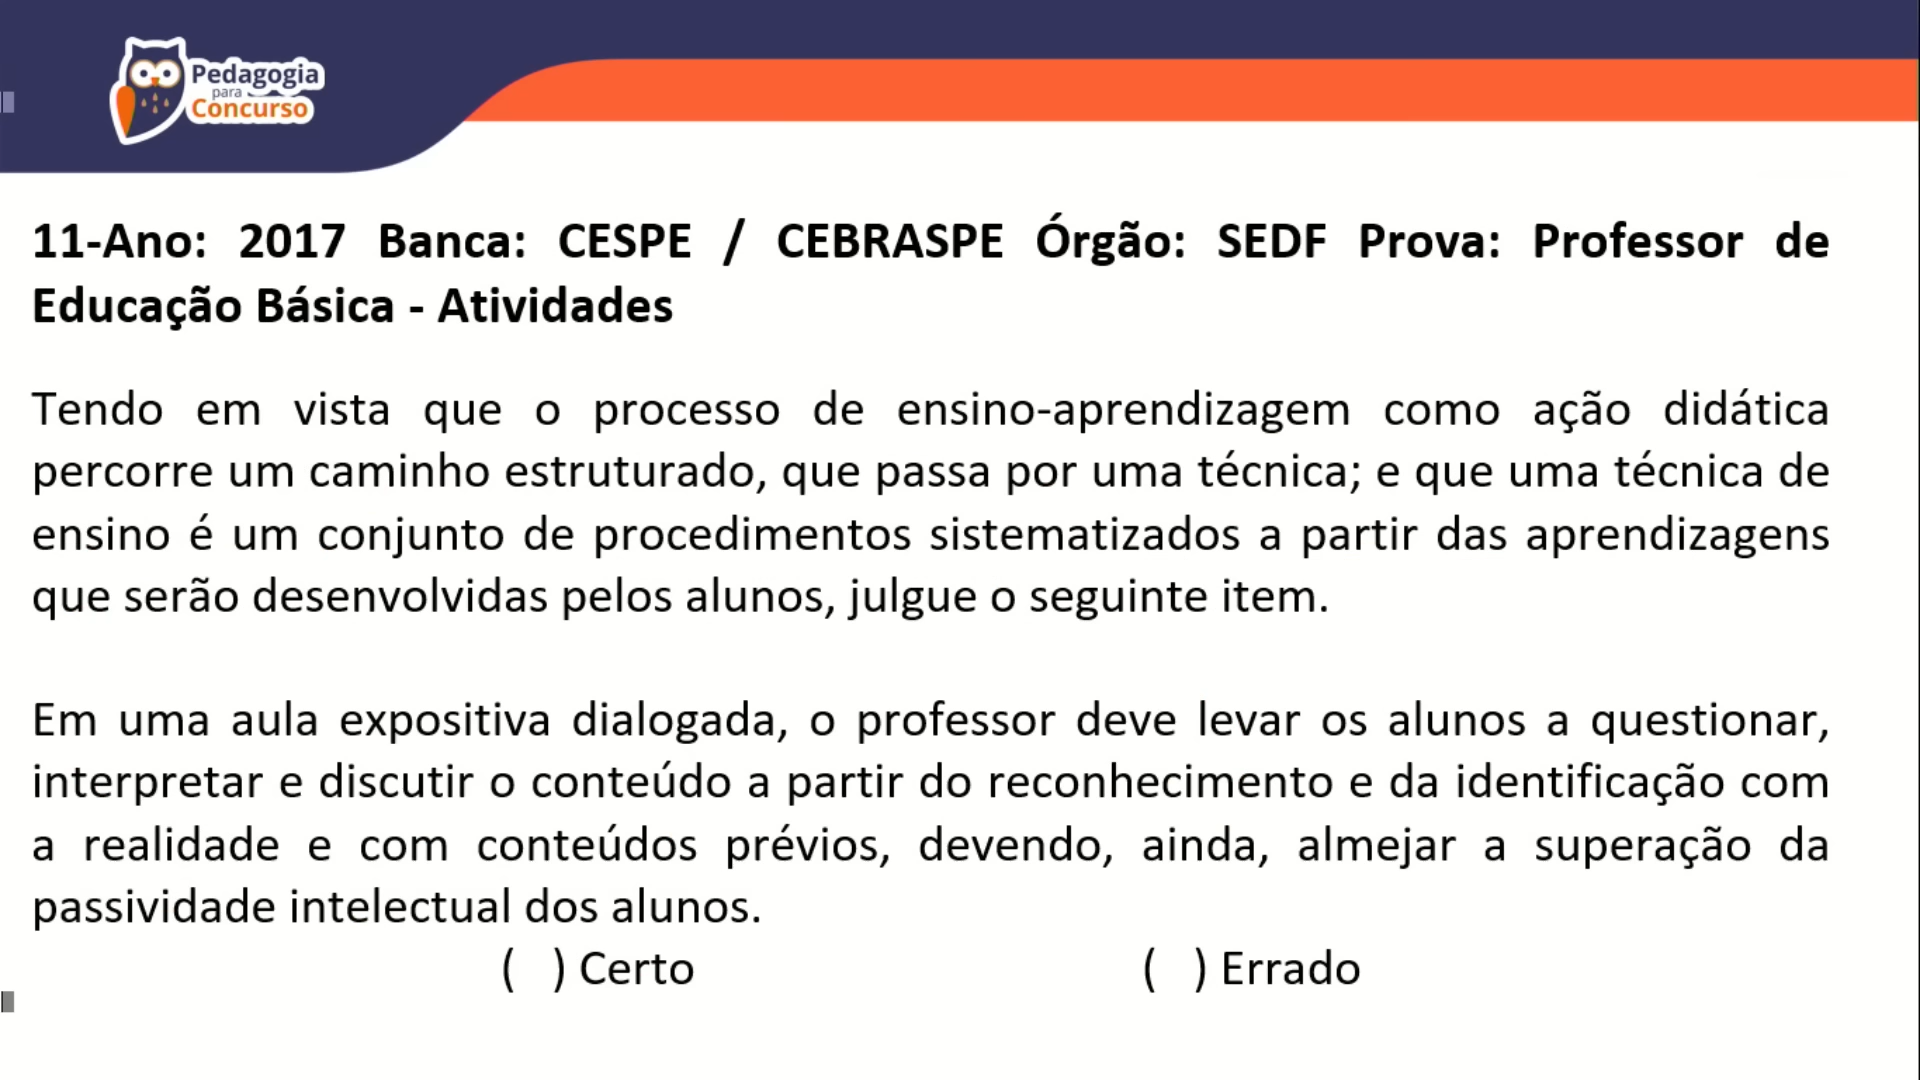 Pedagogia
para
Concurso
11-Ano: 2017 Banca: CESPE / CEBRASPE Órgão: SEDF Prova: Professor de
Educação Básica - Atividades
Tendo em vista que o processo de ensino-aprendizagem como ação didática
percorre um caminho estruturado, que passa por uma técnica; e que uma técnica de
ensino é um conjunto de procedimentos sistematizados a partir das aprendizagens
que serão desenvolvidas pelos alunos, julgue o seguinte item.
Em uma aula expositiva dialogada, o professor deve levar os alunos a questionar,
interpretar e discutir o conteúdo a partir do reconhecimento e da identificação com
a realidade e com conteúdos prévios, devendo, ainda, almejar a superação da
passividade intelectual dos alunos.
( ) Certo ( ) Errado